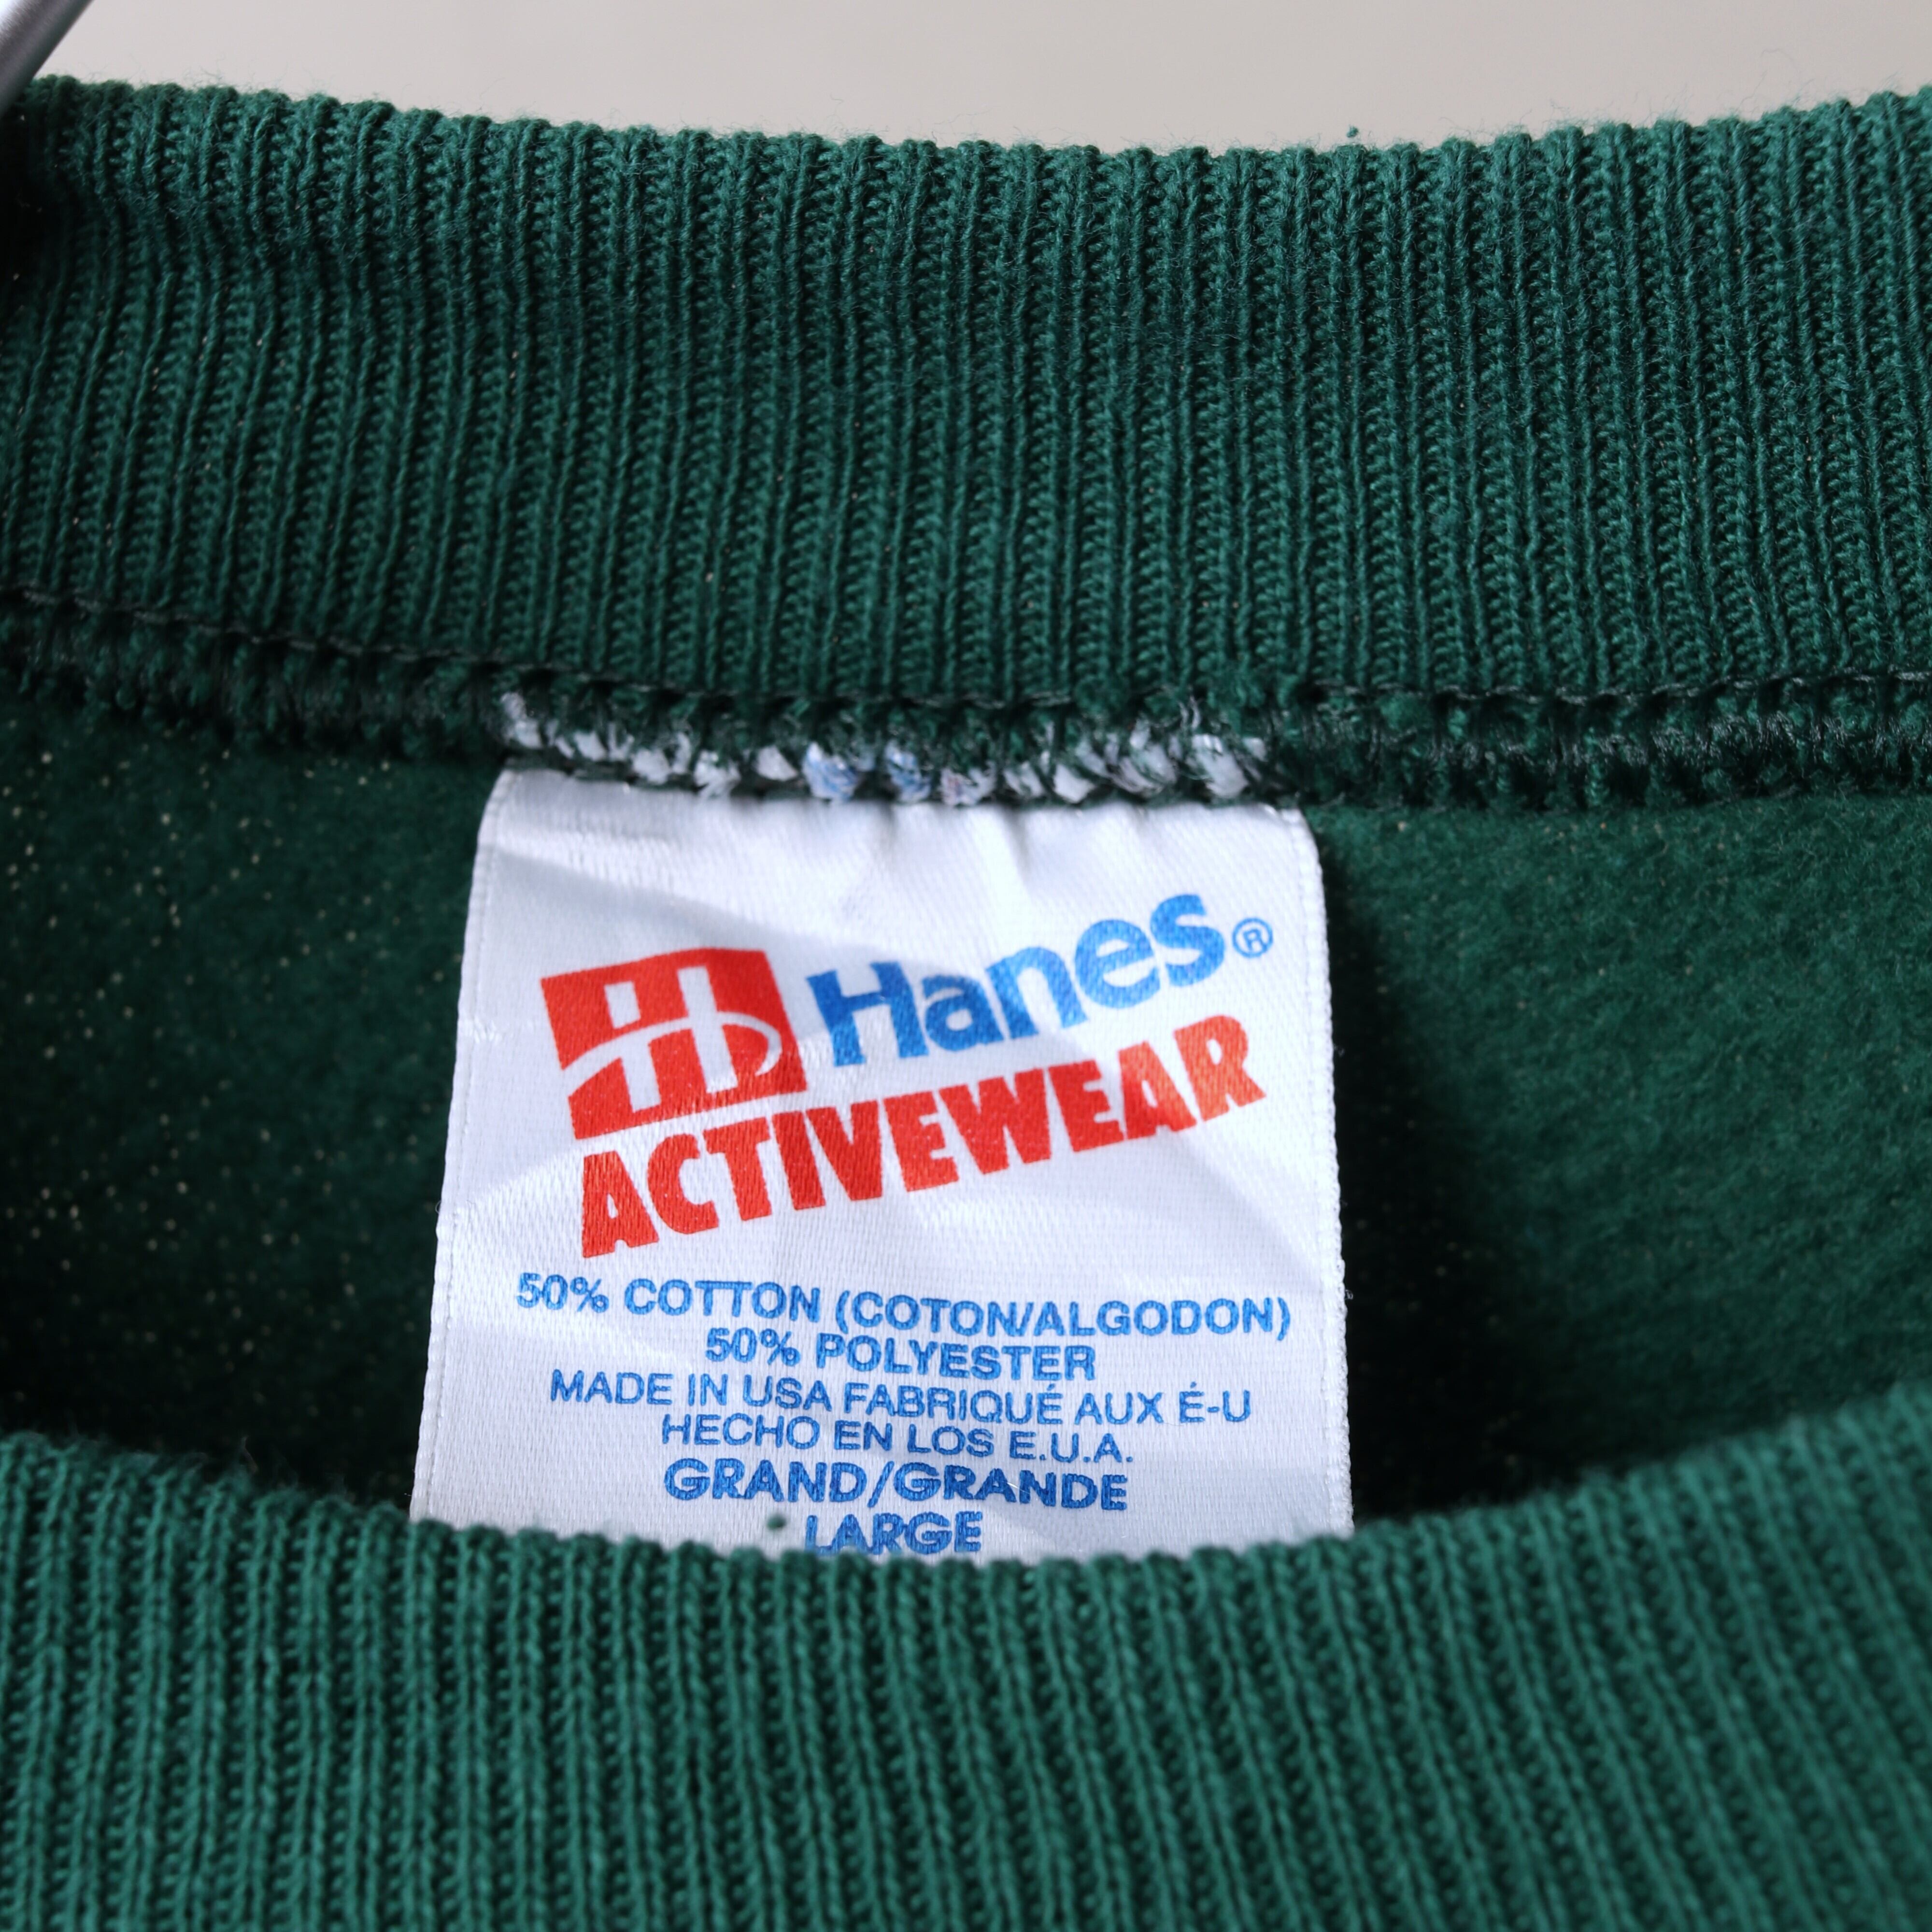 Hanes®
ACTIVEWEAR
50% COTTON (COTON/ALGODON)
50% POLYESTER
MADE IN USA FABRIQUÉ AUX É-U
HECHO EN LOS E.U.A.
GRAND/GRANDE
LARGE